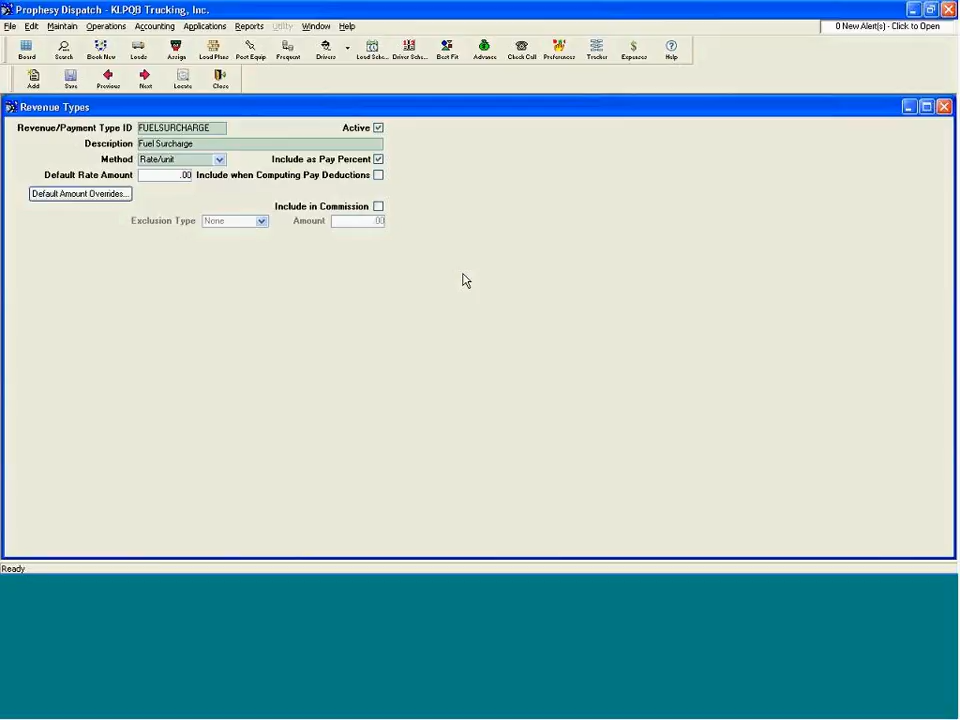 Prophesy Dispatch - KLPQB Trucking, Inc.
File Edit Maintain Operations Accounting Applications Reports Utility Window Help
0 New Alert(s) - Click to Open
Board Search Book New Loads Assign Load Plans Post Equip Frequent Drivers Load Sche... Driver Sche... Best Fit Advance Check Call Preferences Tracker Expenses Help
Add Save Previous Next Locate Close
Revenue Types
Revenue/Payment Type ID FUELSURCHARGE Active
Description Fuel Surcharge
Method Rate/unit Include as Pay Percent
Default Rate Amount .00 Include when Computing Pay Deductions
Default Amount Overrides...
Include in Commission
Exclusion Type None Amount .00
Ready